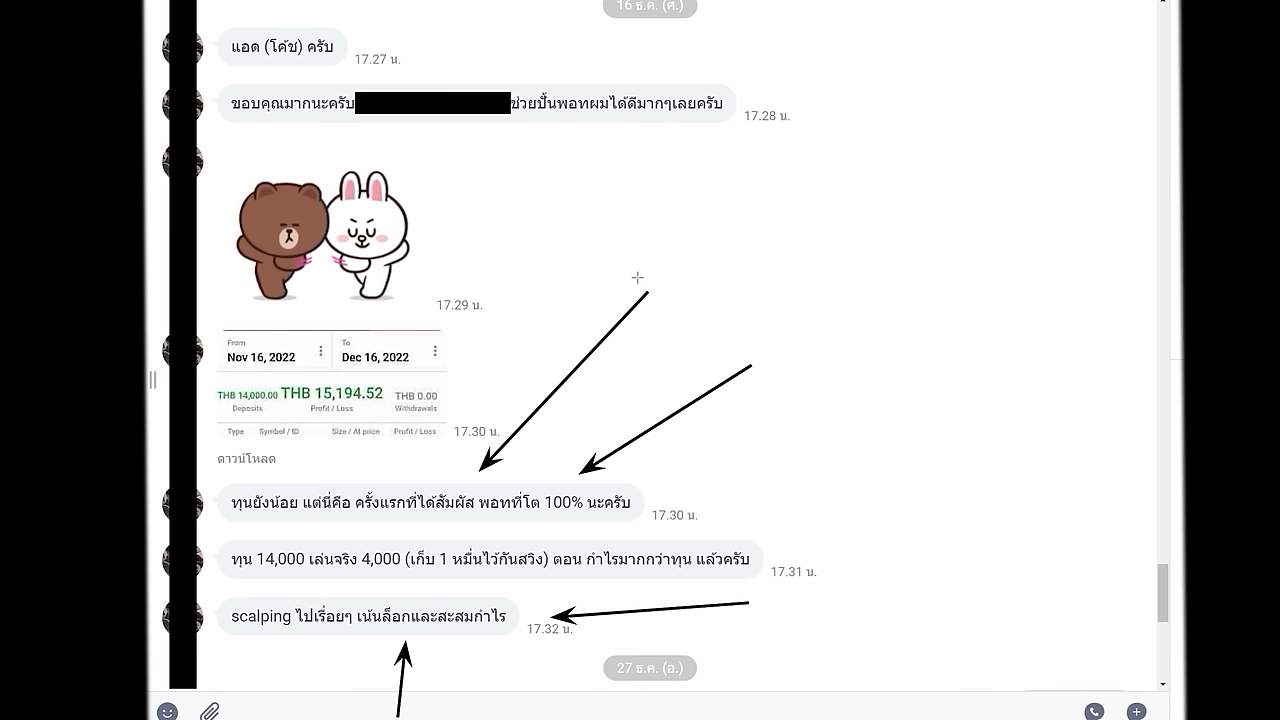 16 ธ.ค. (ศ.)
แอด (โค้ช) ครับ
17.27 น.
ขอบคุณมากนะครับ ช่วยปั้นพอทผมได้ดีมากๆเลยครับ
17.28 น.
17.29 น.
From
Nov 16, 2022
To
Dec 16, 2022
THB 14,000.00
Deposits
THB 15,194.52
Profit / Loss
THB 0.00
Withdrawals
Type Symbol / ID Size / At price Profit / Loss
17.30 น.
ดาวน์โหลด
ทุนยังน้อย แต่นี่คือ ครั้งแรกที่ได้สัมผัส พอทที่โต 100% นะครับ
17.30 น.
ทุน 14,000 เล่นจริง 4,000 (เก็บ 1 หมื่นไว้กันสวิง) ตอน กำไรมากกว่าทุน แล้วครับ
17.31 น.
scalping ไปเรื่อยๆ เน้นล็อกและสะสมกำไร
17.32 น.
27 ธ.ค. (อ.)